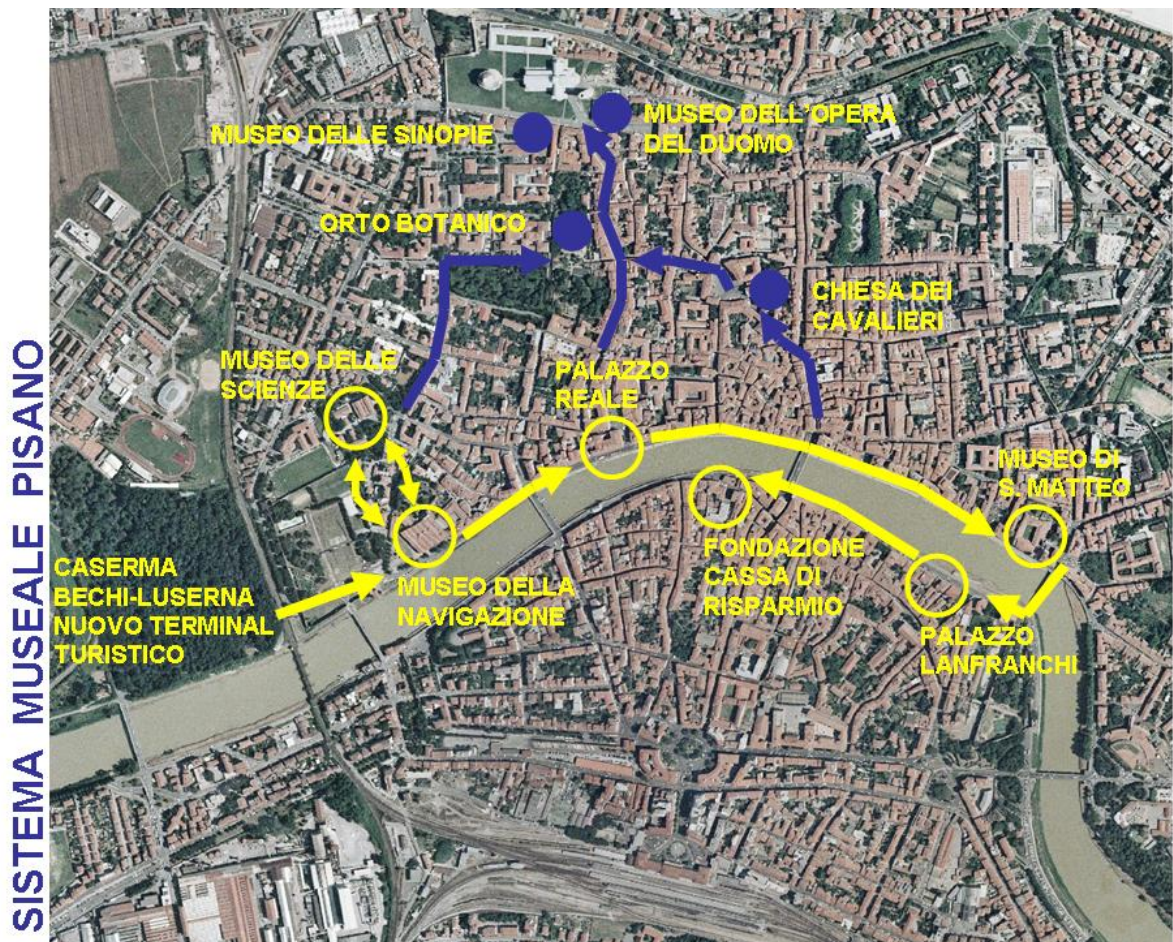 SISTEMA MUSEALE PISANO
MUSEO DELLE SINOPIE
MUSEO DELL'OPERA
DEL DUOMO
ORTO BOTANICO
CHIESA DEI
CAVALIERI
MUSEO DELLE
SCIENZE
PALAZZO
REALE
MUSEO DI
S. MATTEO
CASERMA
BECHI-LUSERNA
NUOVO TERMINAL
TURISTICO
MUSEO DELLA
NAVIGAZIONE
FONDAZIONE
CASSA DI
RISPARMIO
PALAZZO
LANFRANCHI